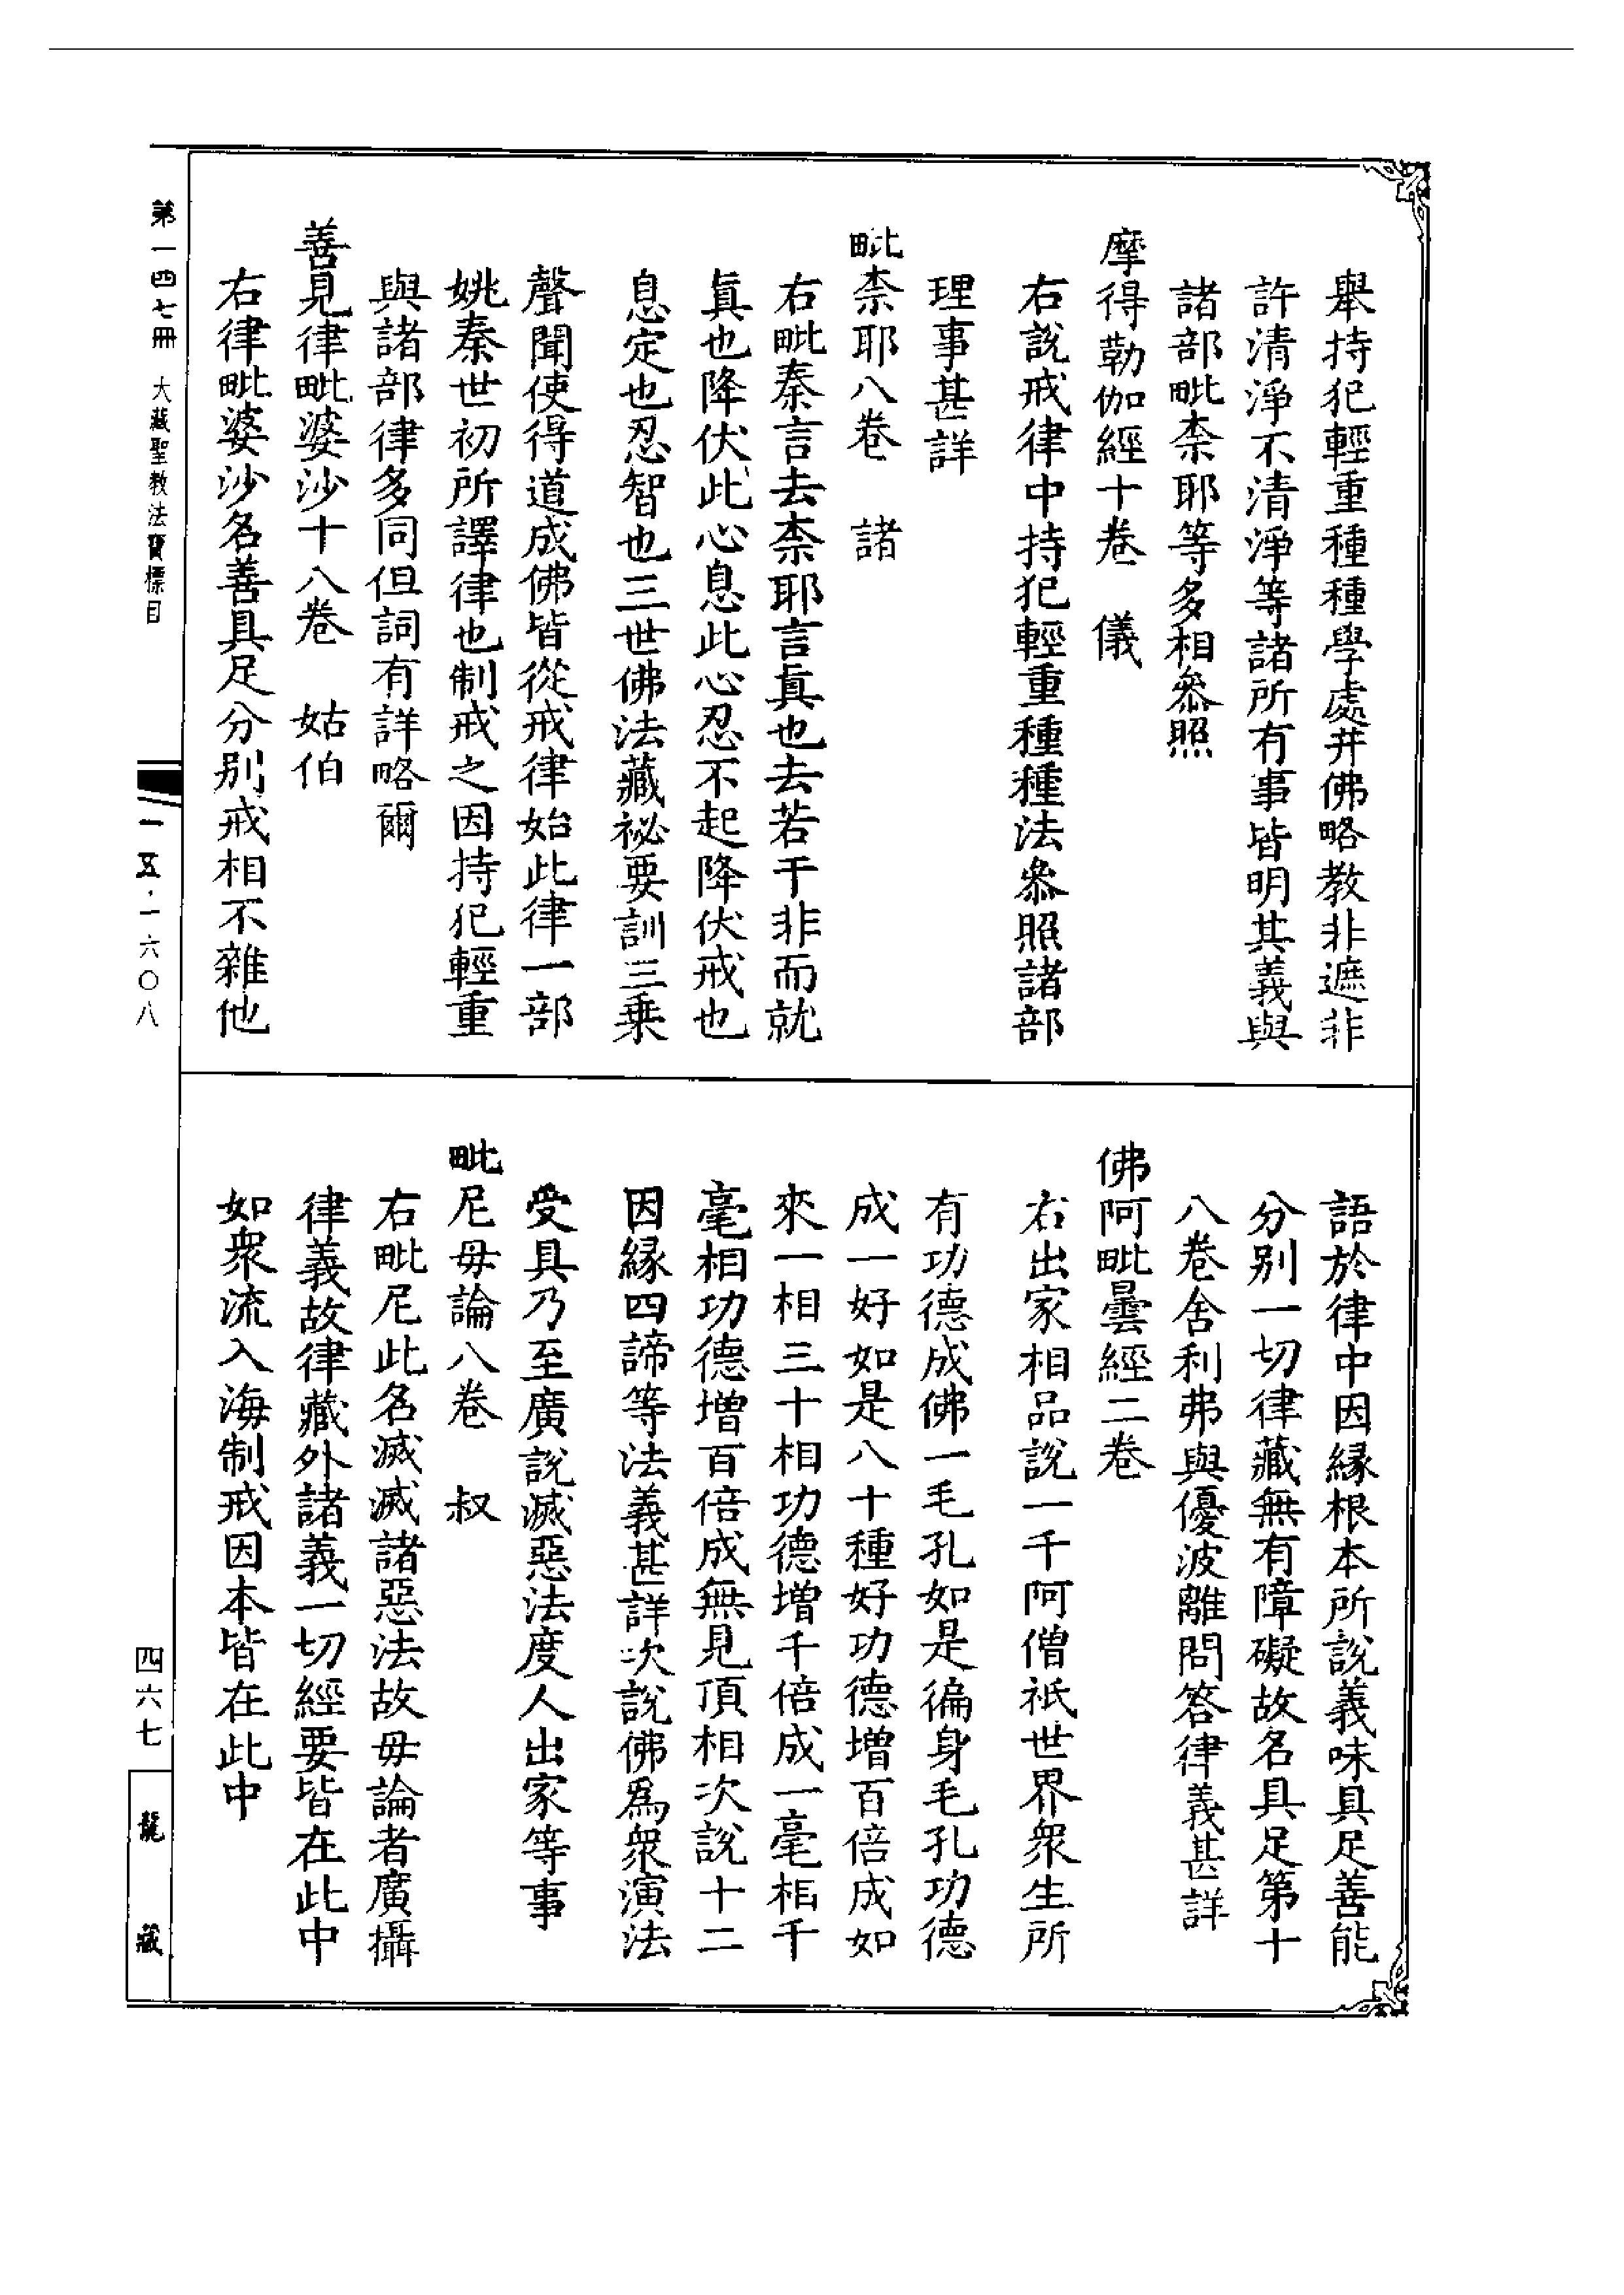 舉持犯輕重種種學處并佛略教非遮非
許清淨不清淨等諸所有事皆明其義與
諸部毗柰耶等多相叅照
摩得勒伽經十卷　儀
右說戒律中持犯輕重種種法叅照諸部
理事甚詳
毗柰耶八卷　諸
右毗秦言去柰耶言眞也去若干非而就
眞也降伏此心息此心忍不起降伏戒也
息定也忍智也三世佛法藏祕要訓三乗
聲聞使得道成佛皆從戒律始此律一部
姚秦世初所譯律也制戒之因持犯輕重
與諸部律多同但詞有詳略爾
善見律毗婆沙十八卷　姑伯
右律毗婆沙名善具足分别戒相不雜他
語於律中因緣根本所說義味具足善能
分别一切律藏無有障礙故名具足第十
八卷舍利弗與優波離問答律義甚詳
佛阿毗曇經二卷
右出家相品說一千阿僧祇世界衆生所
有功德成佛一毛孔如是徧身毛孔功德
成一好如是八十種好功德增百倍成如
來一相三十相功德增千倍成一毫相千
毫相功德增百倍成無見頂相次說十二
因緣四諦等法義甚詳次說佛爲衆演法
受具乃至廣說滅惡法度人出家等事
毗尼毋論八卷　叔
右毗尼此名滅滅諸惡法故毋論者廣攝
律義故律藏外諸義一切經要皆在此中
如衆流入海制戒因本皆在此中
第一四七冊　大藏聖教法寶標目
一五·一六〇八
四六七
龍藏